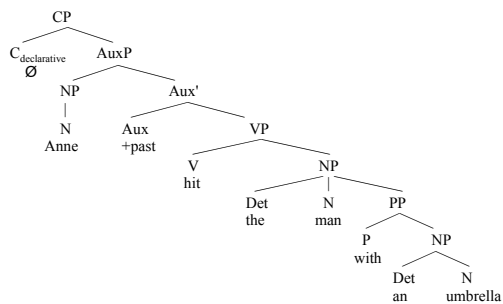 CP
C declarative AuxP
Ø
NP Aux'
N Aux VP
Anne +past
V NP
hit
Det N PP
the man
P NP
with
Det N
an umbrella